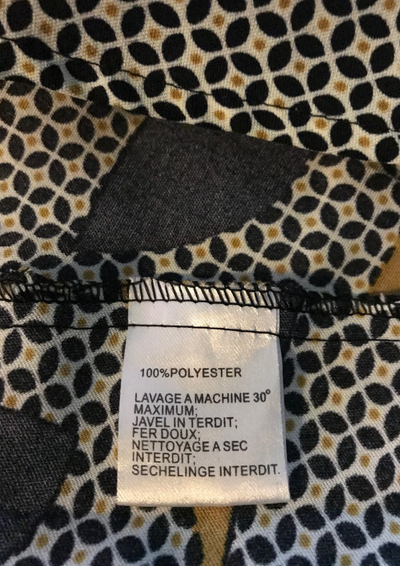 100%POLYESTER
LAVAGE A MACHINE 30°
MAXIMUM;
JAVEL IN TERDIT;
FER DOUX;
NETTOYAGE A SEC
INTERDIT;
SECHELINGE INTERDIT.